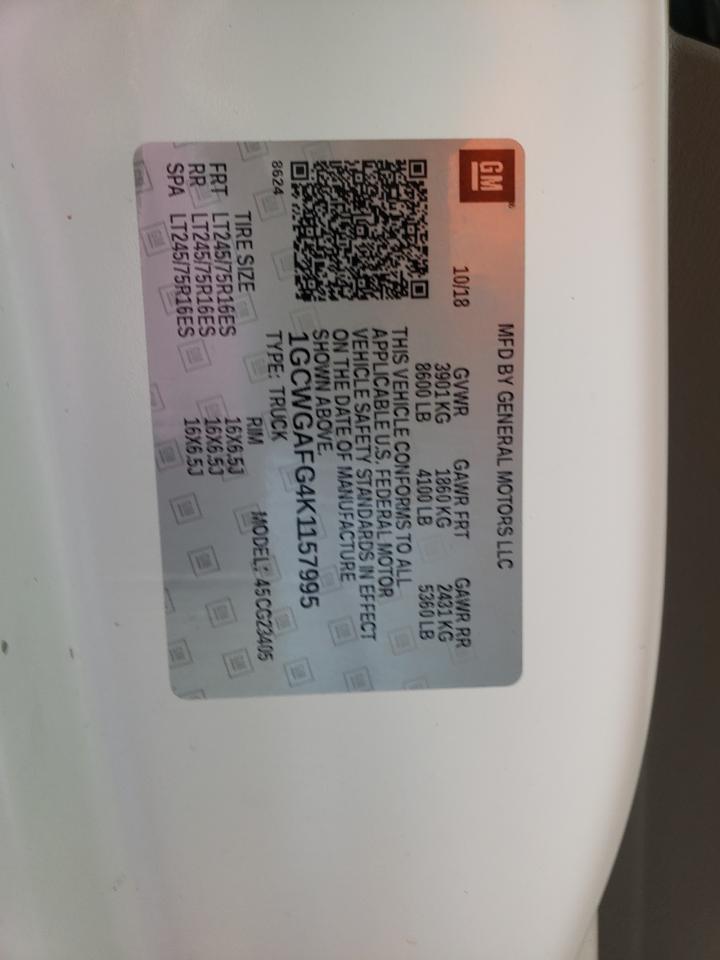 GM
MFD BY GENERAL MOTORS LLC
10/18 GVWR GAWR FRT GAWR RR
3901 KG 1860 KG 2431 KG
8600 LB 4100 LB 5360 LB
THIS VEHICLE CONFORMS TO ALL
APPLICABLE U.S. FEDERAL MOTOR
VEHICLE SAFETY STANDARDS IN EFFECT
ON THE DATE OF MANUFACTURE
SHOWN ABOVE.
1GCWGAFG4K1157995
8624 TYPE: TRUCK
MODEL: 45CG23405
TIRE SIZE RIM
FRT LT245/75R16ES 16X6.5J
RR LT245/75R16ES 16X6.5J
SPA LT245/75R16ES 16X6.5J